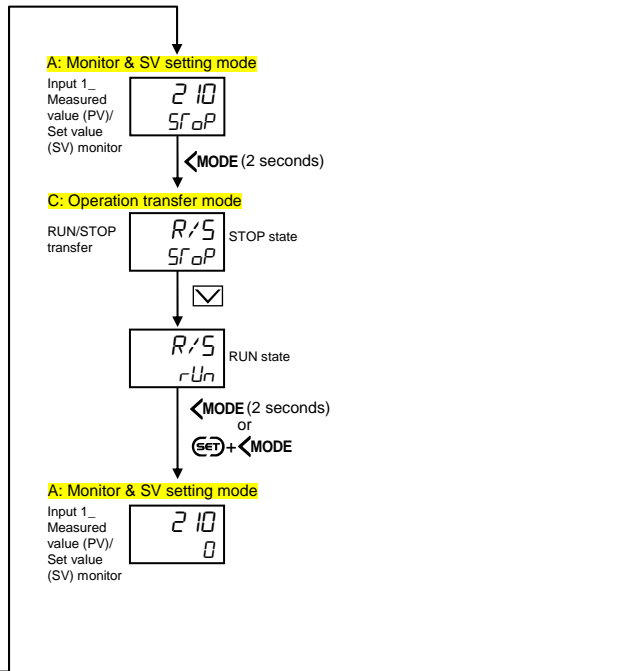 A: Monitor & SV setting mode
Input 1_
Measured
value (PV)/
Set value
(SV) monitor
210
SToP
<MODE (2 seconds)
C: Operation transfer mode
RUN/STOP
transfer
R/S
SToP
STOP state
R/S
rUn
RUN state
<MODE (2 seconds)
or
SET+<MODE
A: Monitor & SV setting mode
Input 1_
Measured
value (PV)/
Set value
(SV) monitor
210
0